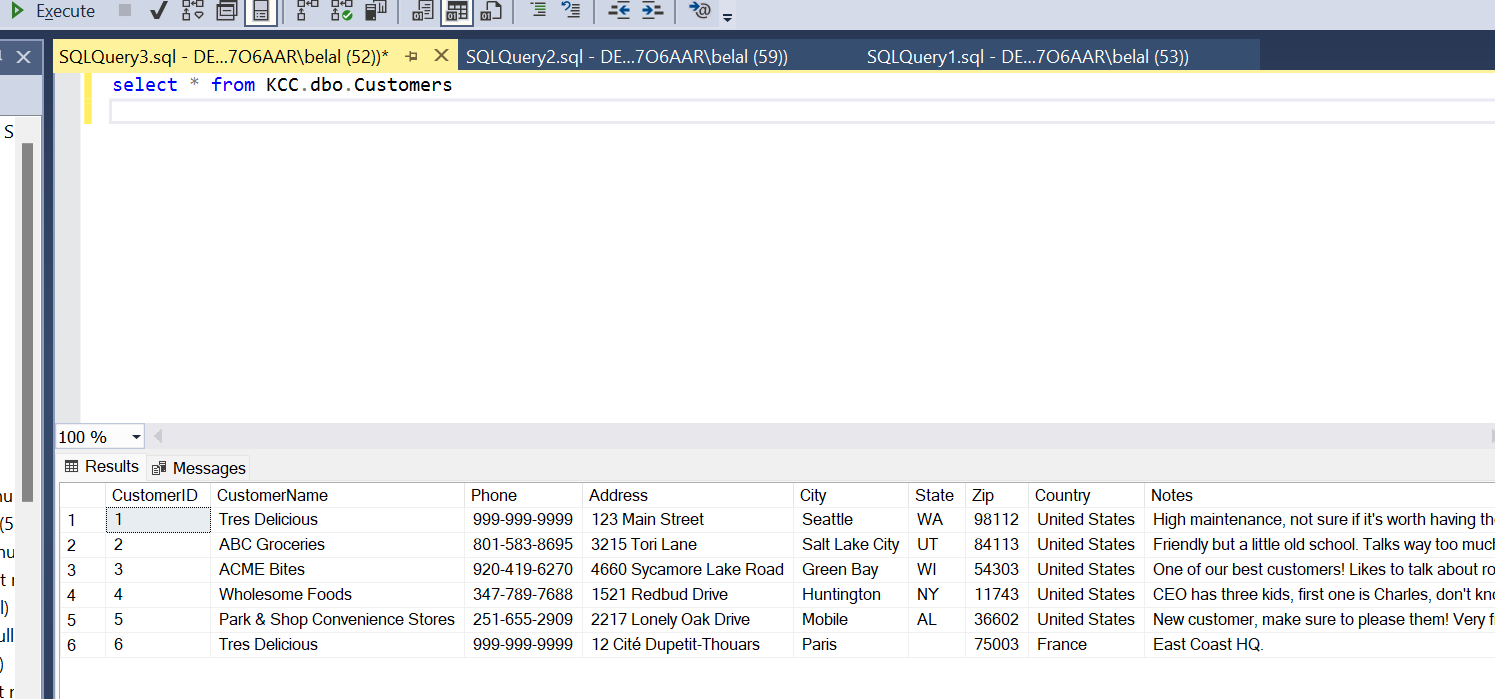 Execute
SQLQuery3.sql - DE...7O6AAR\belal (52))* SQLQuery2.sql - DE...7O6AAR\belal (59)) SQLQuery1.sql - DE...7O6AAR\belal (53))
select * from KCC.dbo.Customers
100 %
Results Messages
CustomerID CustomerName Phone Address City State Zip Country Notes
1 1 Tres Delicious 999-999-9999 123 Main Street Seattle WA 98112 United States High maintenance, not sure if it's worth having
2 2 ABC Groceries 801-583-8695 3215 Tori Lane Salt Lake City UT 84113 United States Friendly but a little old school. Talks way too
3 3 ACME Bites 920-419-6270 4660 Sycamore Lake Road Green Bay WI 54303 United States One of our best customers! Likes to talk about
4 4 Wholesome Foods 347-789-7688 1521 Redbud Drive Huntington NY 11743 United States CEO has three kids, first one is Charles, don't
5 5 Park & Shop Convenience Stores 251-655-2909 2217 Lonely Oak Drive Mobile AL 36602 United States New customer, make sure to please them! Very
6 6 Tres Delicious 999-999-9999 12 Cité Dupetit-Thouars Paris 75003 France East Coast HQ.